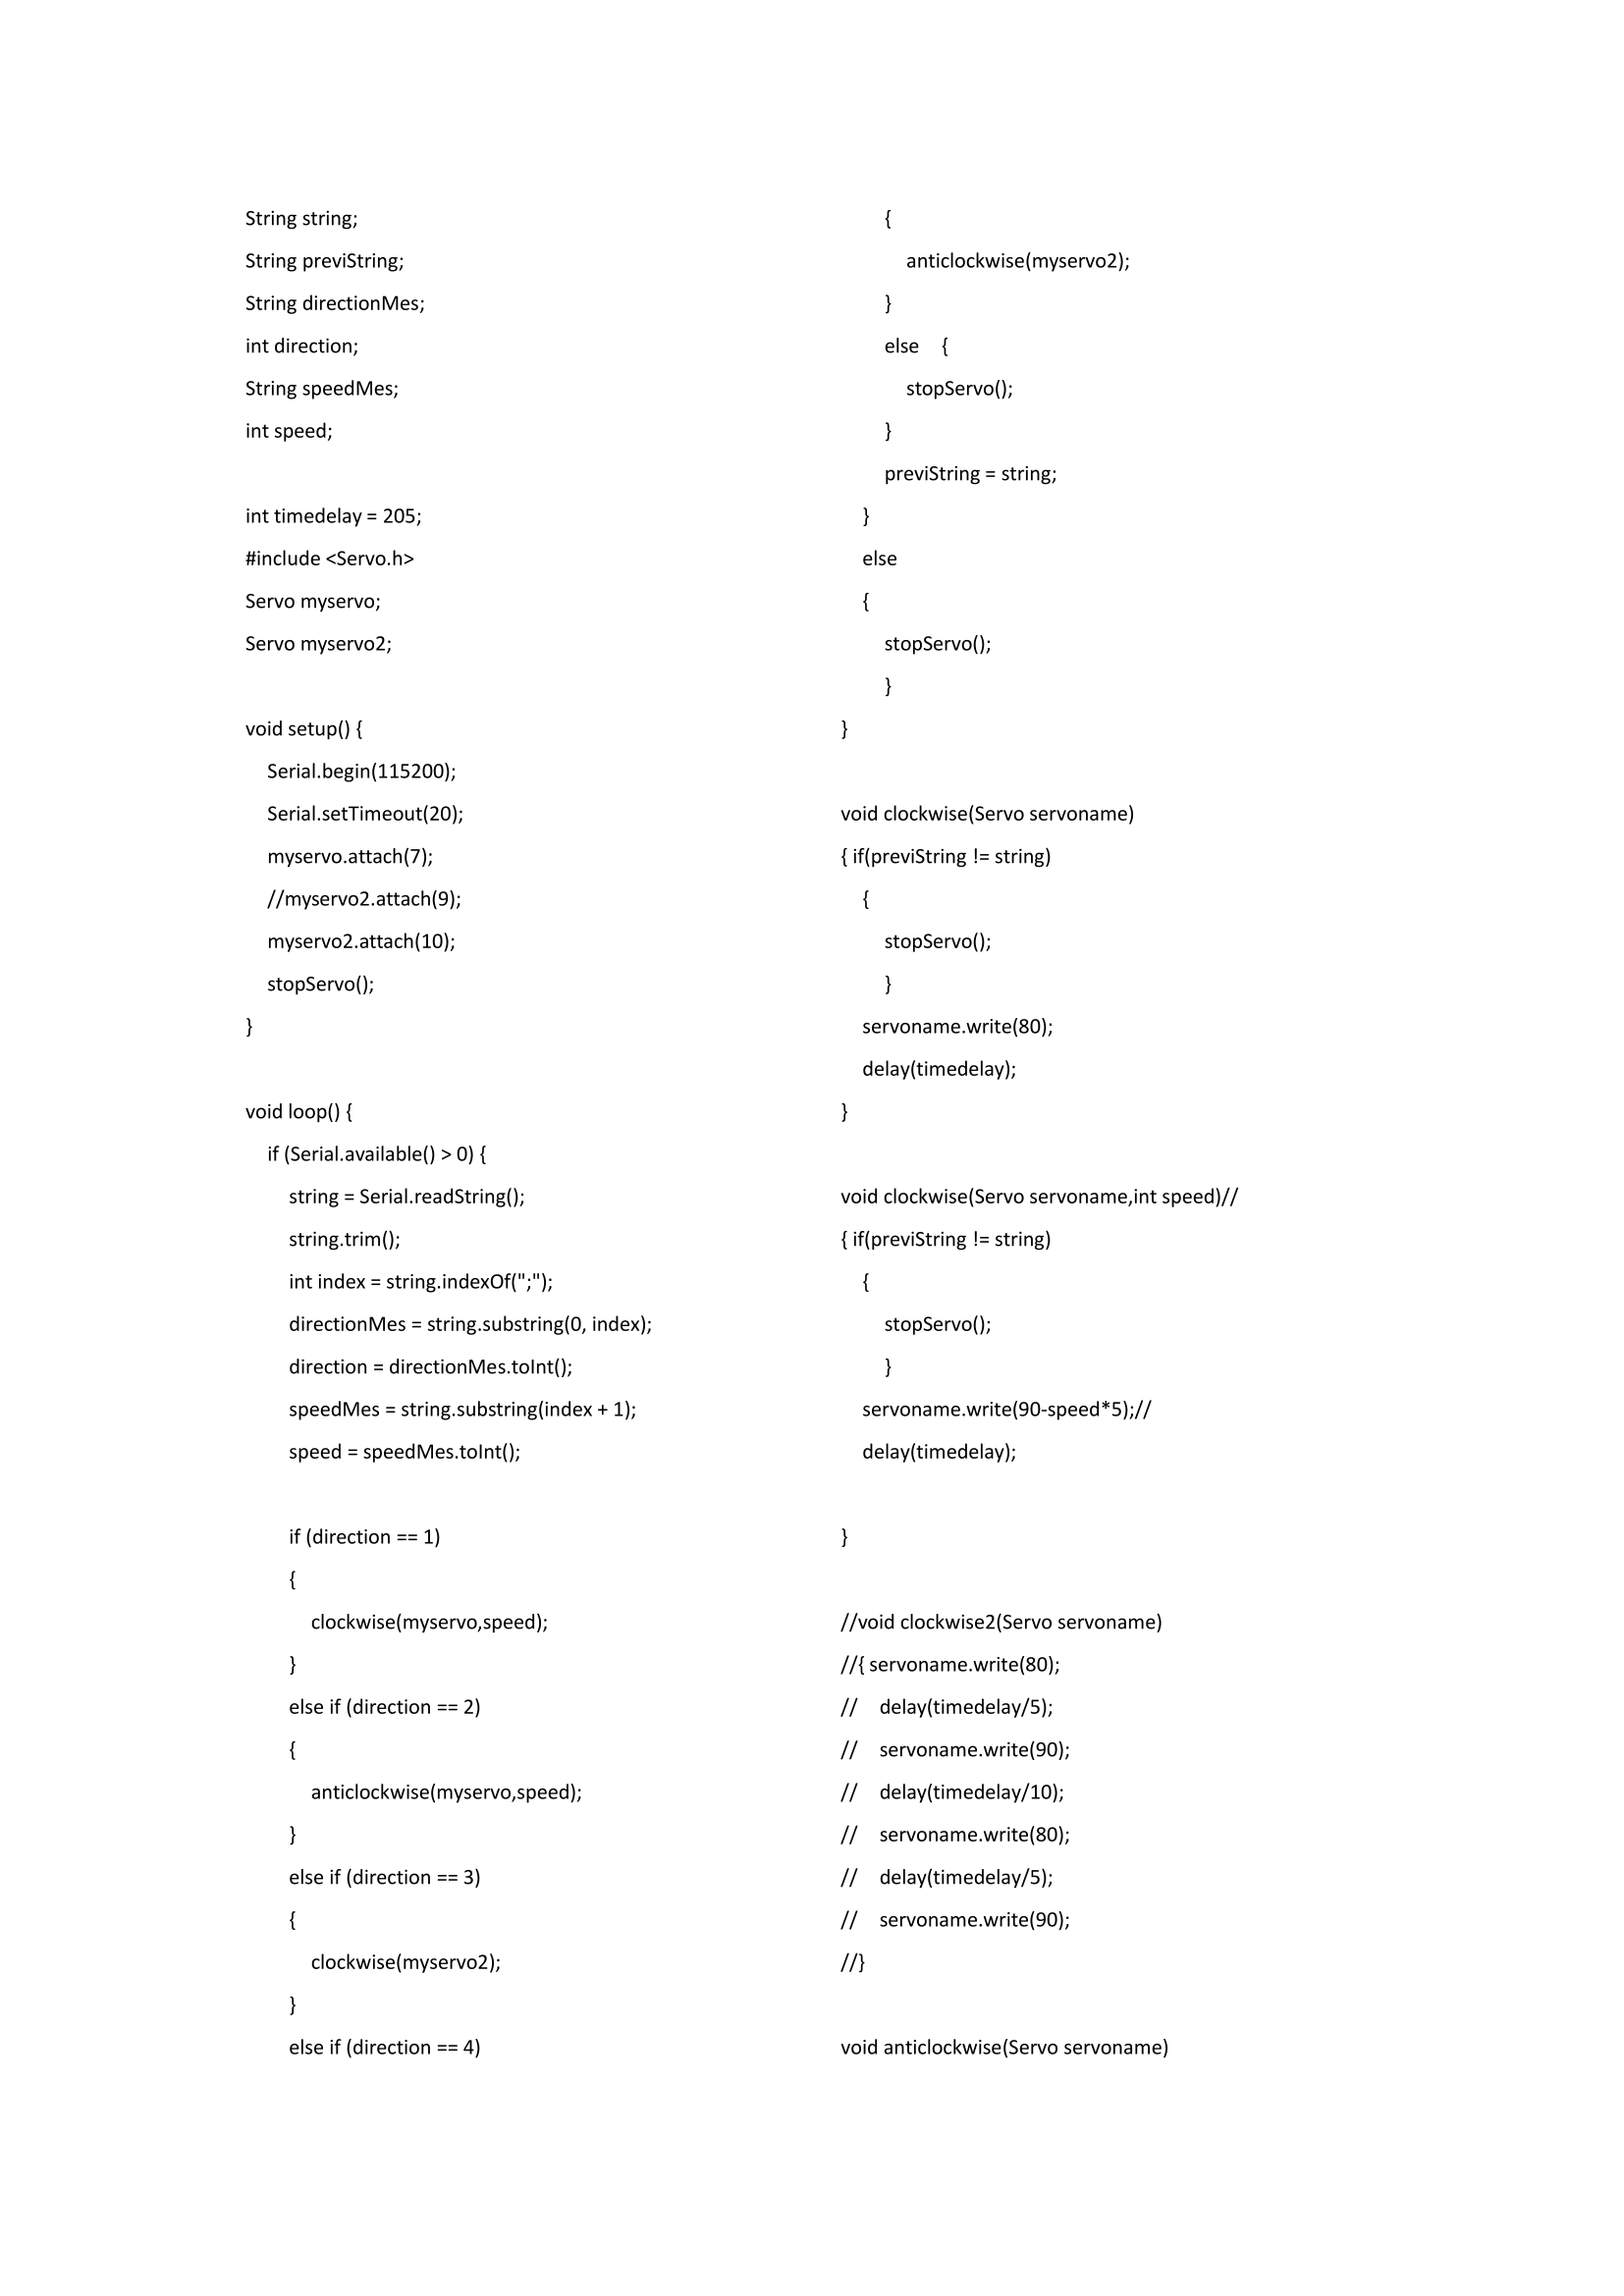 String string;
String previString;
String directionMes;
int direction;
String speedMes;
int speed;

int timedelay = 205;
#include <Servo.h>
Servo myservo;
Servo myservo2;

void setup() {
  Serial.begin(115200);
  Serial.setTimeout(20);
  myservo.attach(7);
  //myservo2.attach(9);
  myservo2.attach(10);
  stopServo();
}

void loop() {
  if (Serial.available() > 0) {
    string = Serial.readString();
    string.trim();
    int index = string.indexOf(";");
    directionMes = string.substring(0, index);
    direction = directionMes.toInt();
    speedMes = string.substring(index + 1);
    speed = speedMes.toInt();

    if (direction == 1)
    {
      clockwise(myservo,speed);
    }
    else if (direction == 2)
    {
      anticlockwise(myservo,speed);
    }
    else if (direction == 3)
    {
      clockwise(myservo2);
    }
    else if (direction == 4)
    {
      anticlockwise(myservo2);
    }
    else  {
      stopServo();
    }
    previString = string;
  }
  else
  {
    stopServo();
    }
}

void clockwise(Servo servoname)
{ if(previString != string)
  {
    stopServo();
    }
  servoname.write(80);
  delay(timedelay);
}

void clockwise(Servo servoname,int speed)//
{ if(previString != string)
  {
    stopServo();
    }
  servoname.write(90-speed*5);//
  delay(timedelay);

}

//void clockwise2(Servo servoname)
//{ servoname.write(80);
//  delay(timedelay/5);
//  servoname.write(90);
//  delay(timedelay/10);
//  servoname.write(80);
//  delay(timedelay/5);
//  servoname.write(90);
//}

void anticlockwise(Servo servoname)